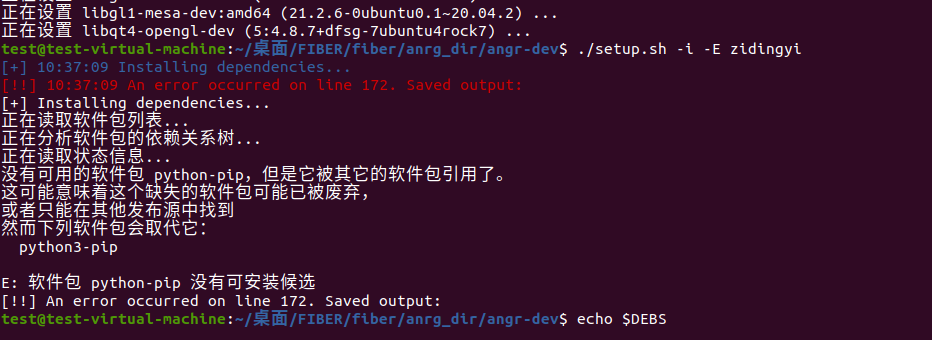 正在设置 libgl1-mesa-dev:amd64 (21.2.6-0ubuntu0.1~20.04.2) ...
正在设置 libqt4-opengl-dev (5:4.8.7+dfsg-7ubuntu4rock7) ...
test@test-virtual-machine:~/桌面/FIBER/fiber/anrg_dir/angr-dev$ ./setup.sh -i -E zidingyi
[+] 10:37:09 Installing dependencies...
[!!] 10:37:09 An error occurred on line 172. Saved output:
[+] Installing dependencies...
正在读取软件包列表...
正在分析软件包的依赖关系树...
正在读取状态信息...
没有可用的软件包 python-pip，但是它被其它的软件包引用了。
这可能意味着这个缺失的软件包可能已被废弃，
或者只能在其他发布源中找到
然而下列软件包会取代它：
  python3-pip
E: 软件包 python-pip 没有可安装候选
[!!] An error occurred on line 172. Saved output:
test@test-virtual-machine:~/桌面/FIBER/fiber/anrg_dir/angr-dev$ echo $DEBS